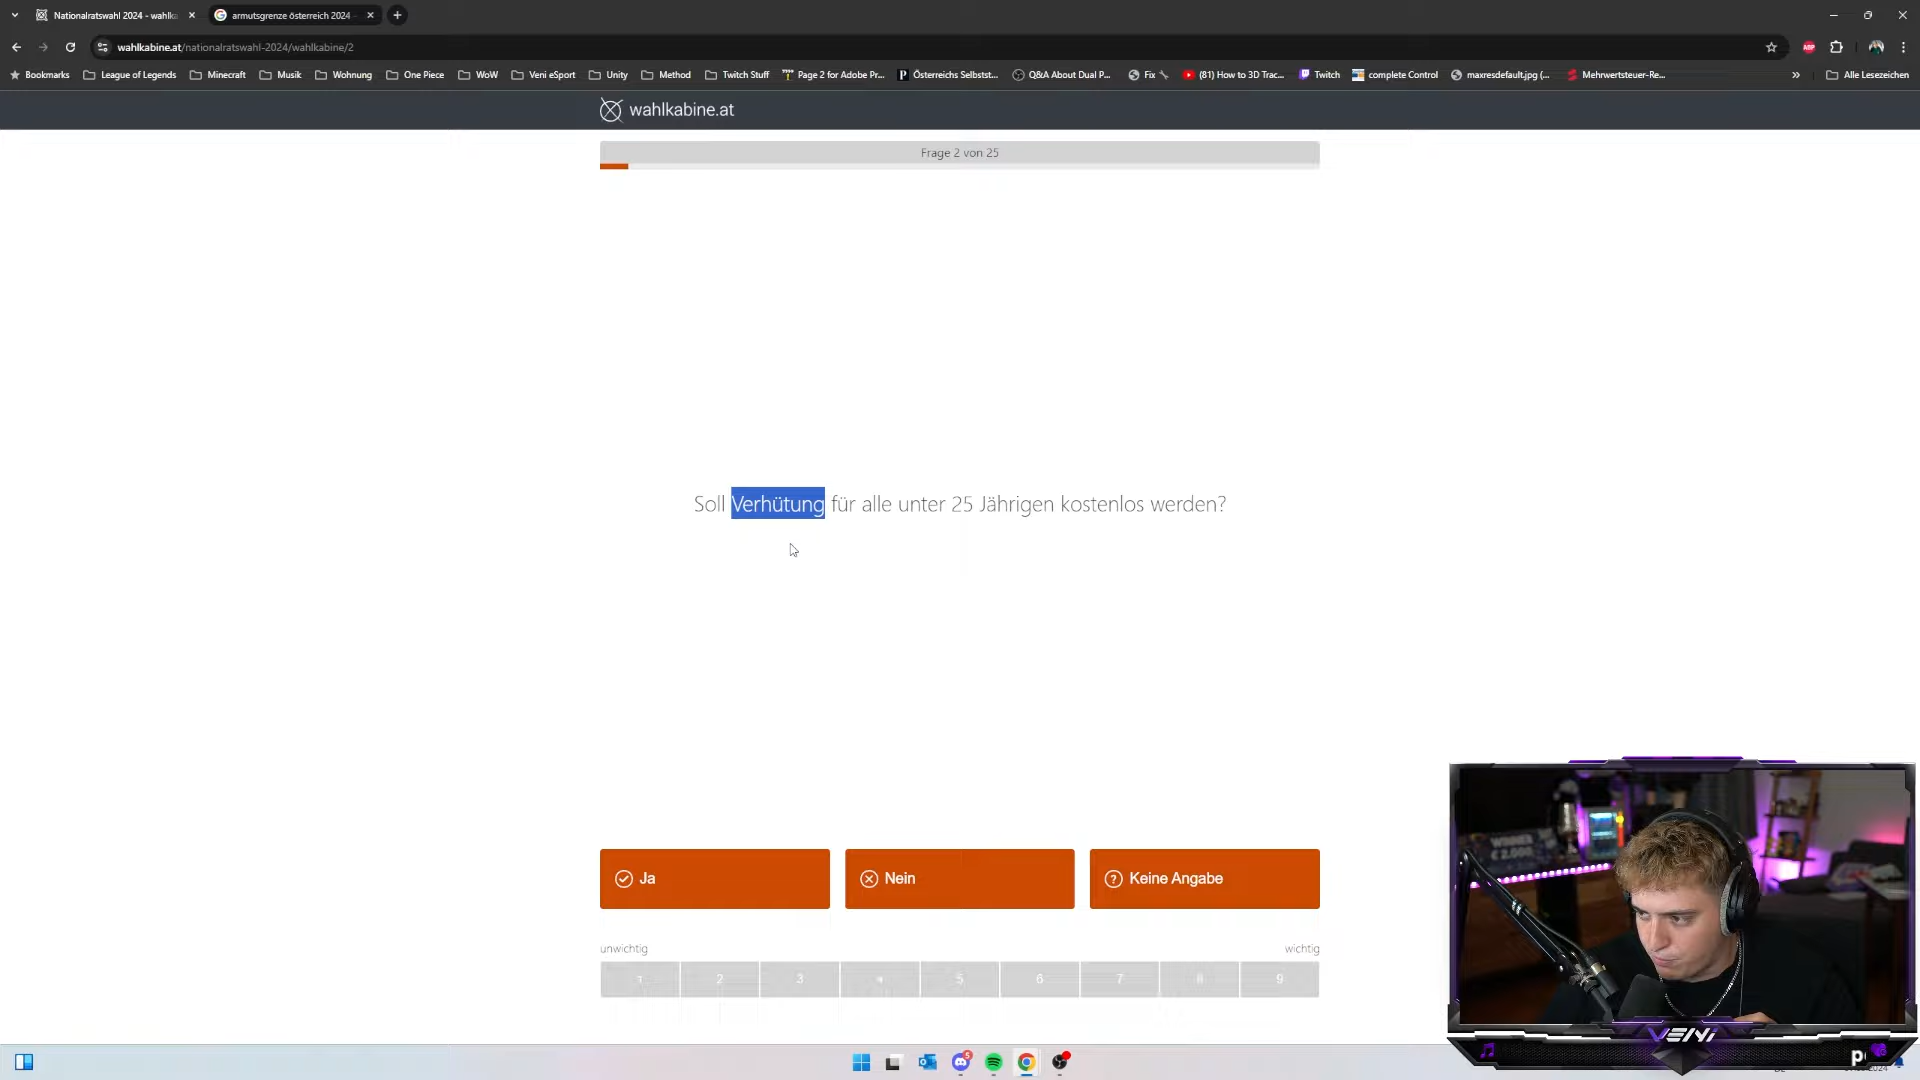 Nationalratswahl 2024 - wahlka
armutsgrenze österreich 2024 -
wahlkabine.at/nationalratswahl-2024/wahlkabine/2
ABP
Bookmarks
League of Legends
Minecraft
Musik
Wohnung
One Piece
WoW
Veni eSport
Unity
Method
Twitch Stuff
Page 2 for Adobe Pr...
Österreichs Selbstst...
Q&A About Dual P...
Fix
(81) How to 3D Trac...
Twitch
complete Control
maxresdefault.jpg (...
Mehrwertsteuer-Re...
»
Alle Lesezeichen
wahlkabine.at
Frage 2 von 25
Soll Verhütung für alle unter 25 Jährigen kostenlos werden?
Ja
Nein
Keine Angabe
unwichtig
wichtig
1 2 3 4 5 6 7 8 9
VENI